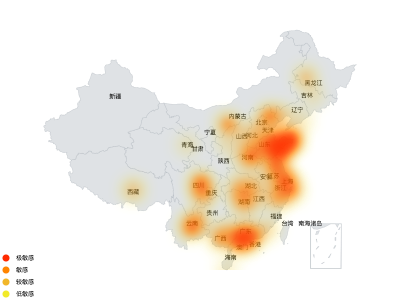 黑龙江
吉林
新疆
辽宁
内蒙古
北京
天津
宁夏
山西
河北
青海
甘肃
山东
陕西
河南
西藏
四川
重庆
湖北
安徽
上海
浙江
湖南
江西
贵州
福建
云南
台湾
南海诸岛
广西
广东
香港
澳门
海南
极敏感
敏感
较敏感
低敏感